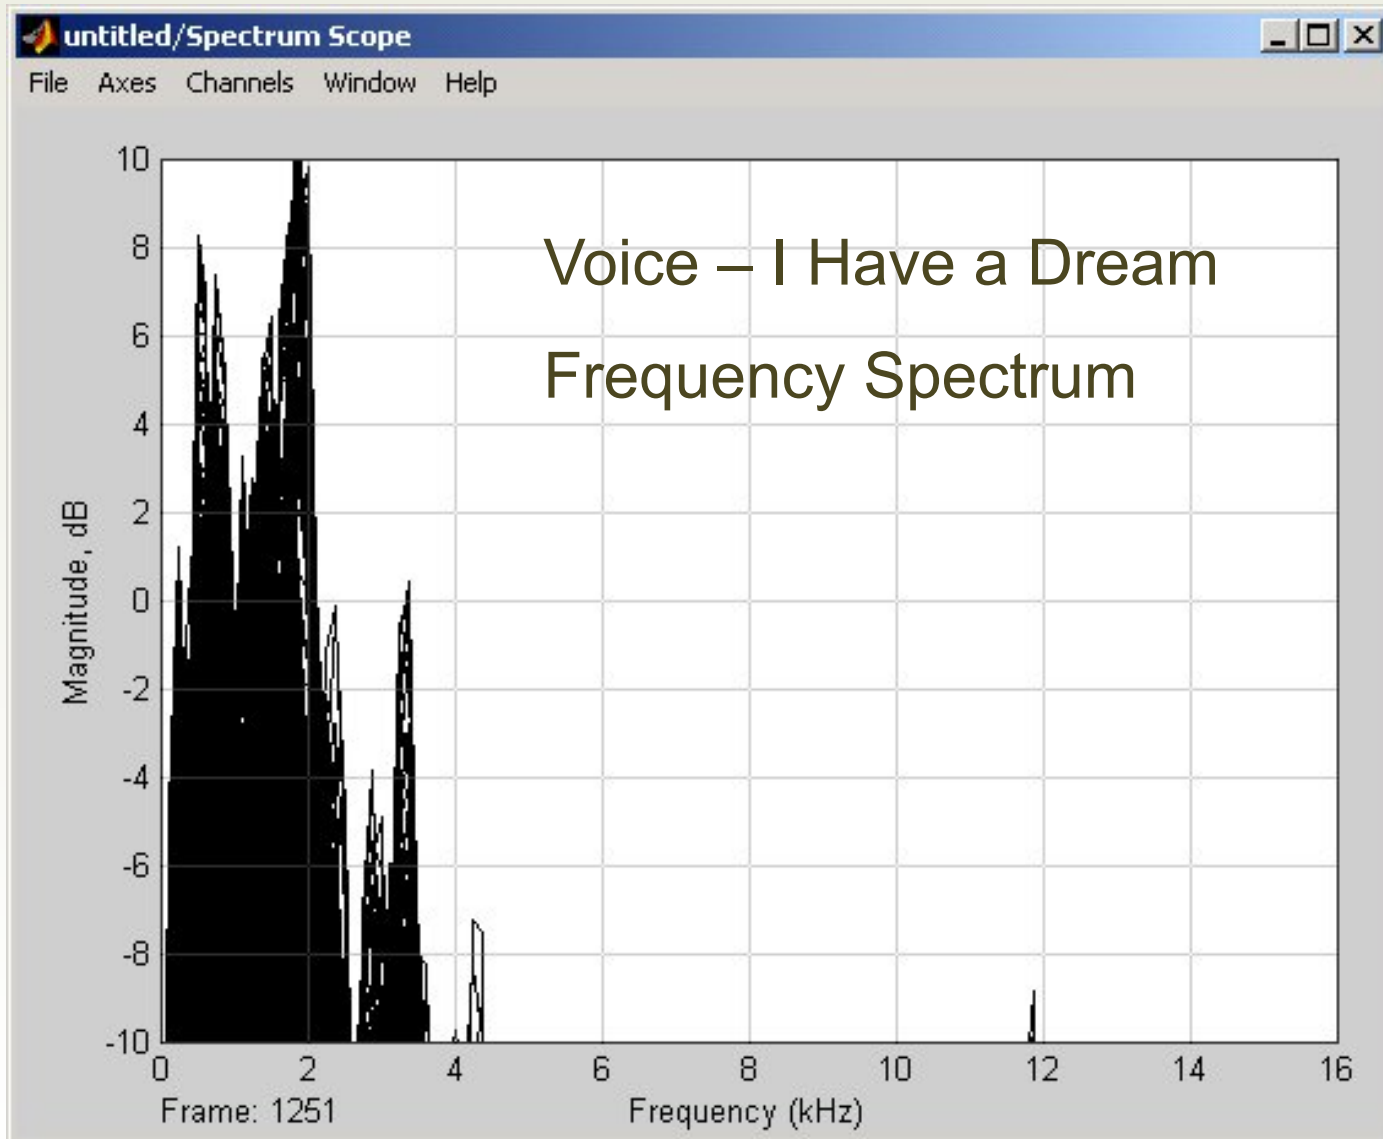 untitled/Spectrum Scope
File Axes Channels Window Help
Voice – I Have a Dream
Frequency Spectrum
10
8
6
4
2
0
-2
-4
-6
-8
-10
Magnitude, dB
0 2 4 6 8 10 12 14 16
Frame: 1251 Frequency (kHz)